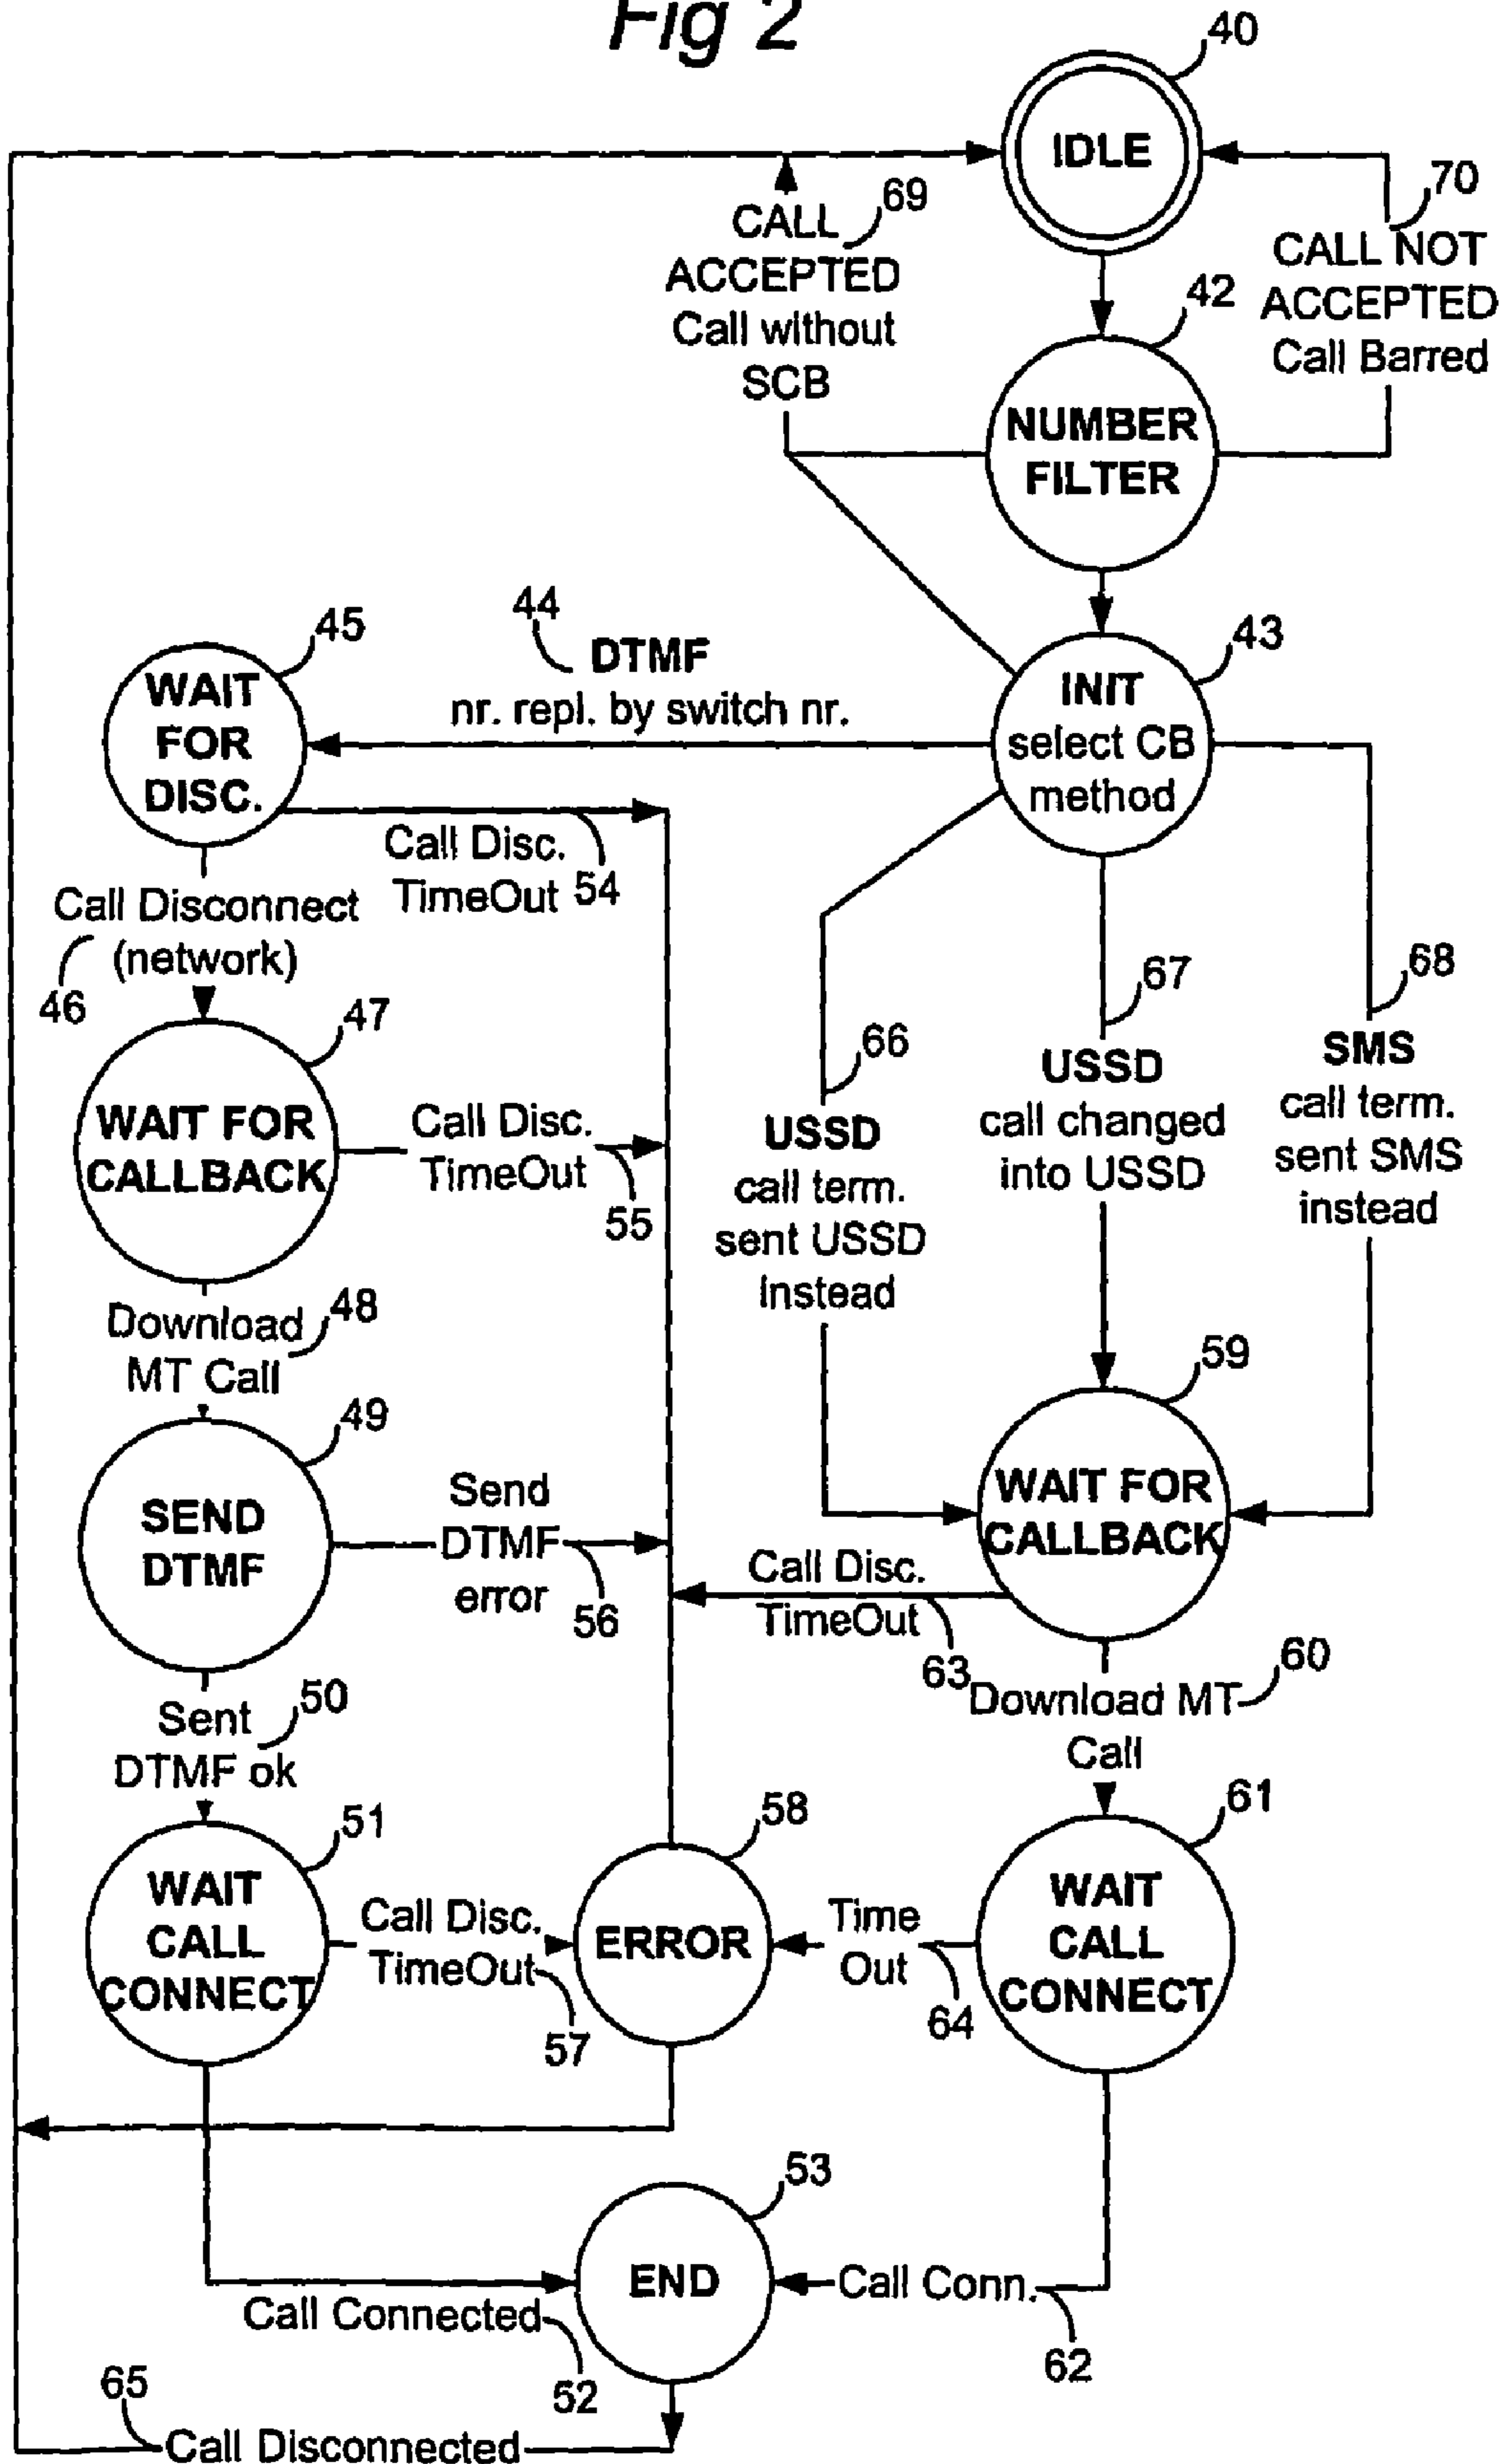 Fig 2
40
IDLE
69
CALL
ACCEPTED
Call without
SCB
70
CALL NOT
ACCEPTED
Call Barred
42
NUMBER
FILTER
44
DTMF
nr. repl. by switch nr.
45
WAIT
FOR
DISC.
43
INIT
select CB
method
Call Disc.
TimeOut
54
Call Disconnect
(network)
46
47
WAIT FOR
CALLBACK
Call Disc.
TimeOut
55
66
USSD
call term.
sent USSD
Instead
67
USSD
call changed
into USSD
68
SMS
call term.
sent SMS
instead
Download
MT Call
48
49
SEND
DTMF
Send
DTMF
error
56
59
WAIT FOR
CALLBACK
Call Disc.
TimeOut
63
Download MT
Call
60
Sent
DTMF ok
50
51
WAIT
CALL
CONNECT
Call Disc.
TimeOut
57
58
ERROR
Time
Out
64
61
WAIT
CALL
CONNECT
53
END
Call Connected
52
Call Conn.
62
65
Call Disconnected